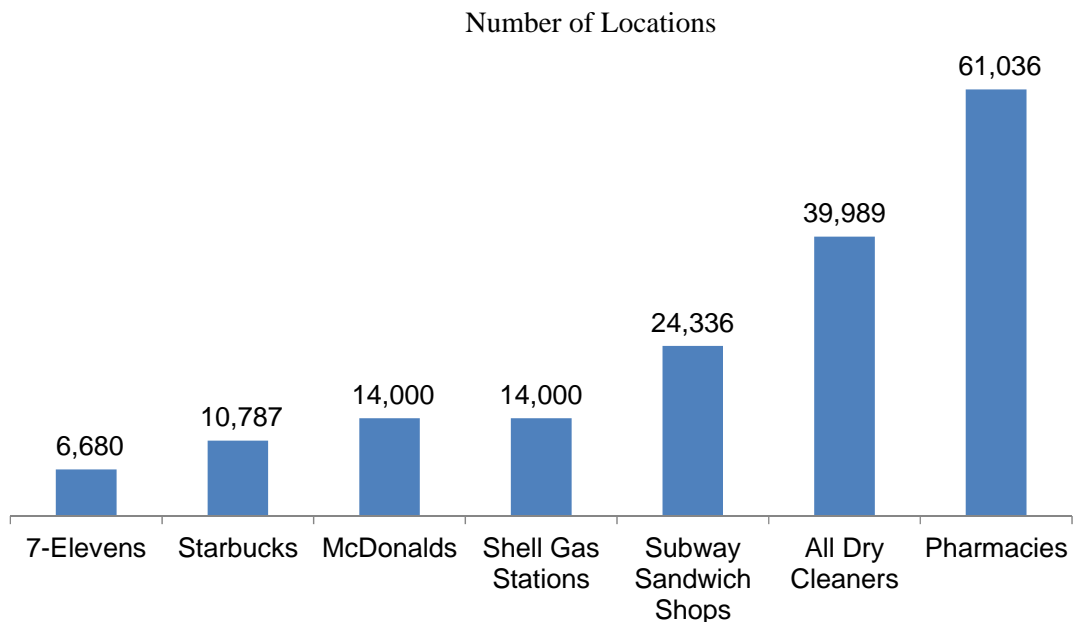 Number of Locations
61,036
39,989
24,336
14,000
14,000
10,787
6,680
7-Elevens
Starbucks
McDonalds
Shell Gas
Stations
Subway
Sandwich
Shops
All Dry
Cleaners
Pharmacies